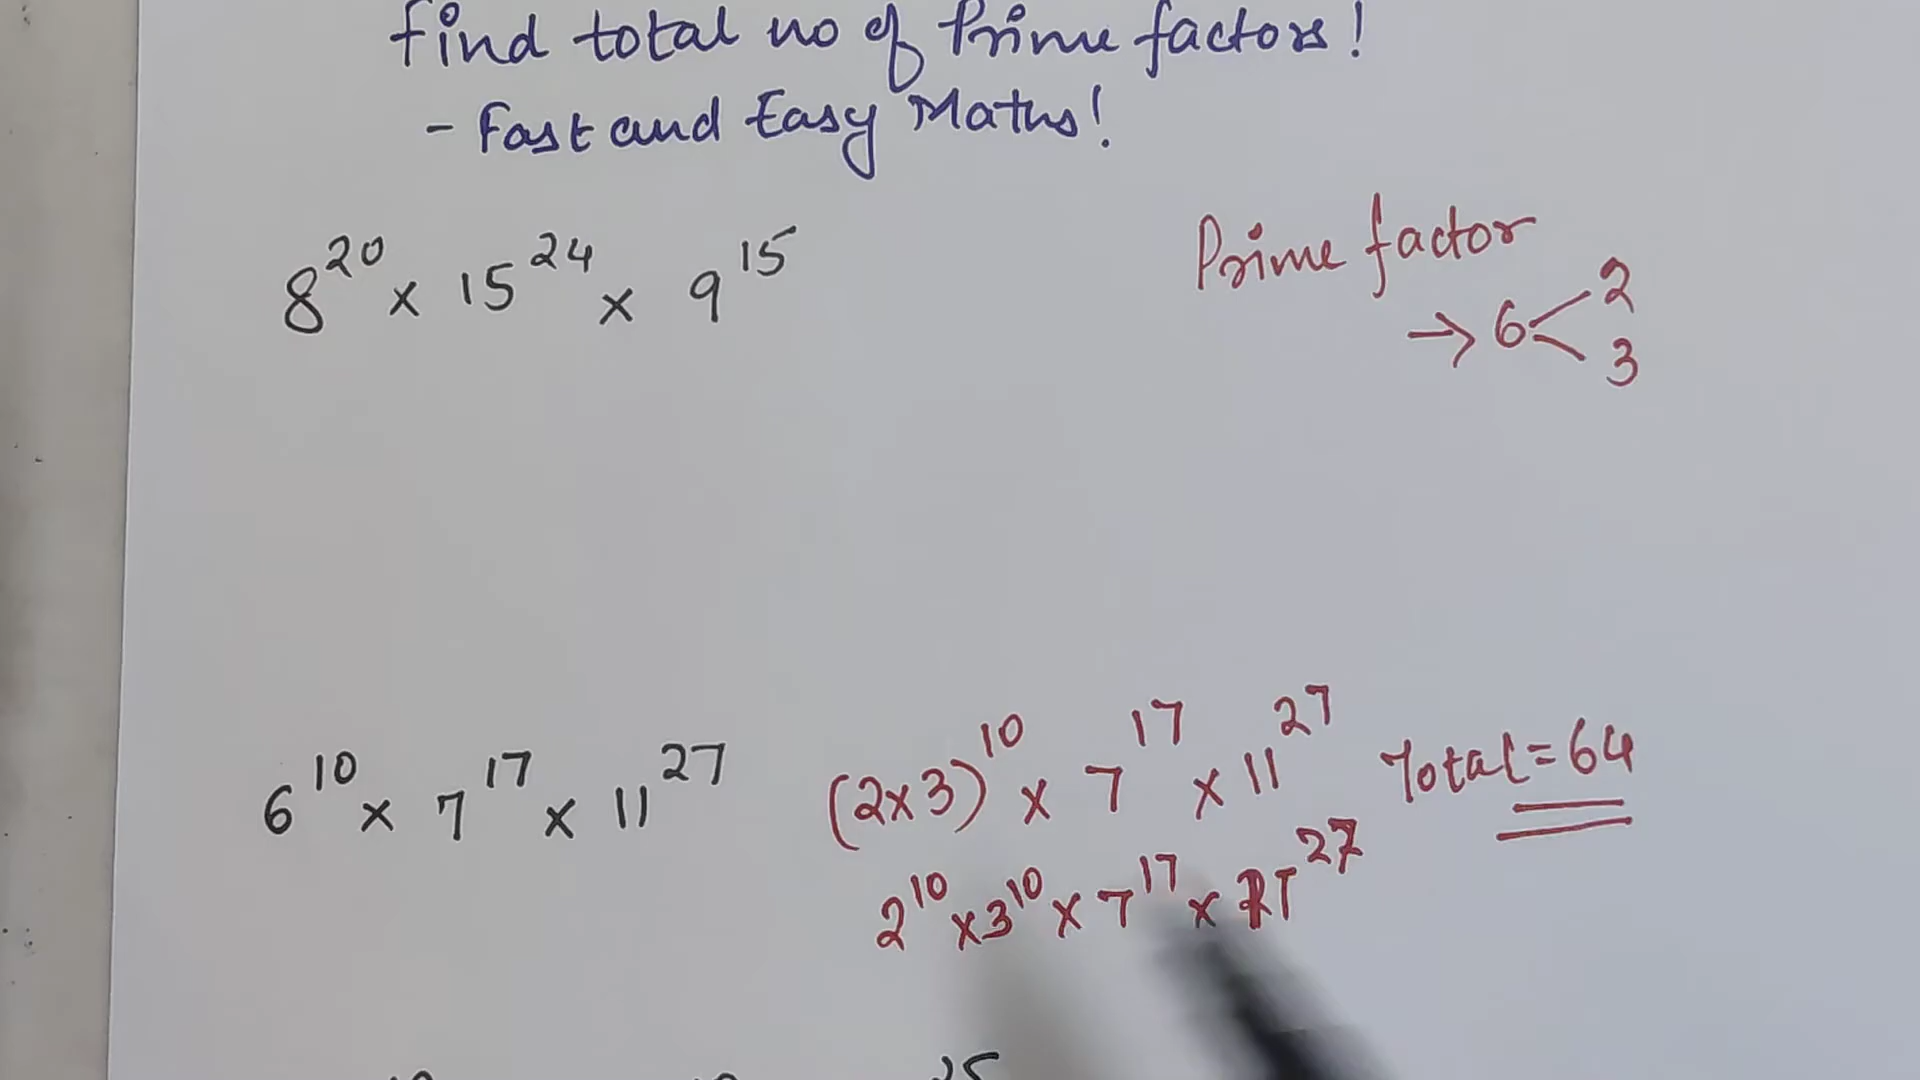 Find total no of Prime factors!
- Fast and Easy Maths!
8^20 × 15^24 × 9^15
Prime factor
→ 6 < 2
3
6^10 × 7^17 × 11^27
(2×3)^10 × 7^17 × 11^27 Total = 64
2^10 × 3^10 × 7^17 × 11^27